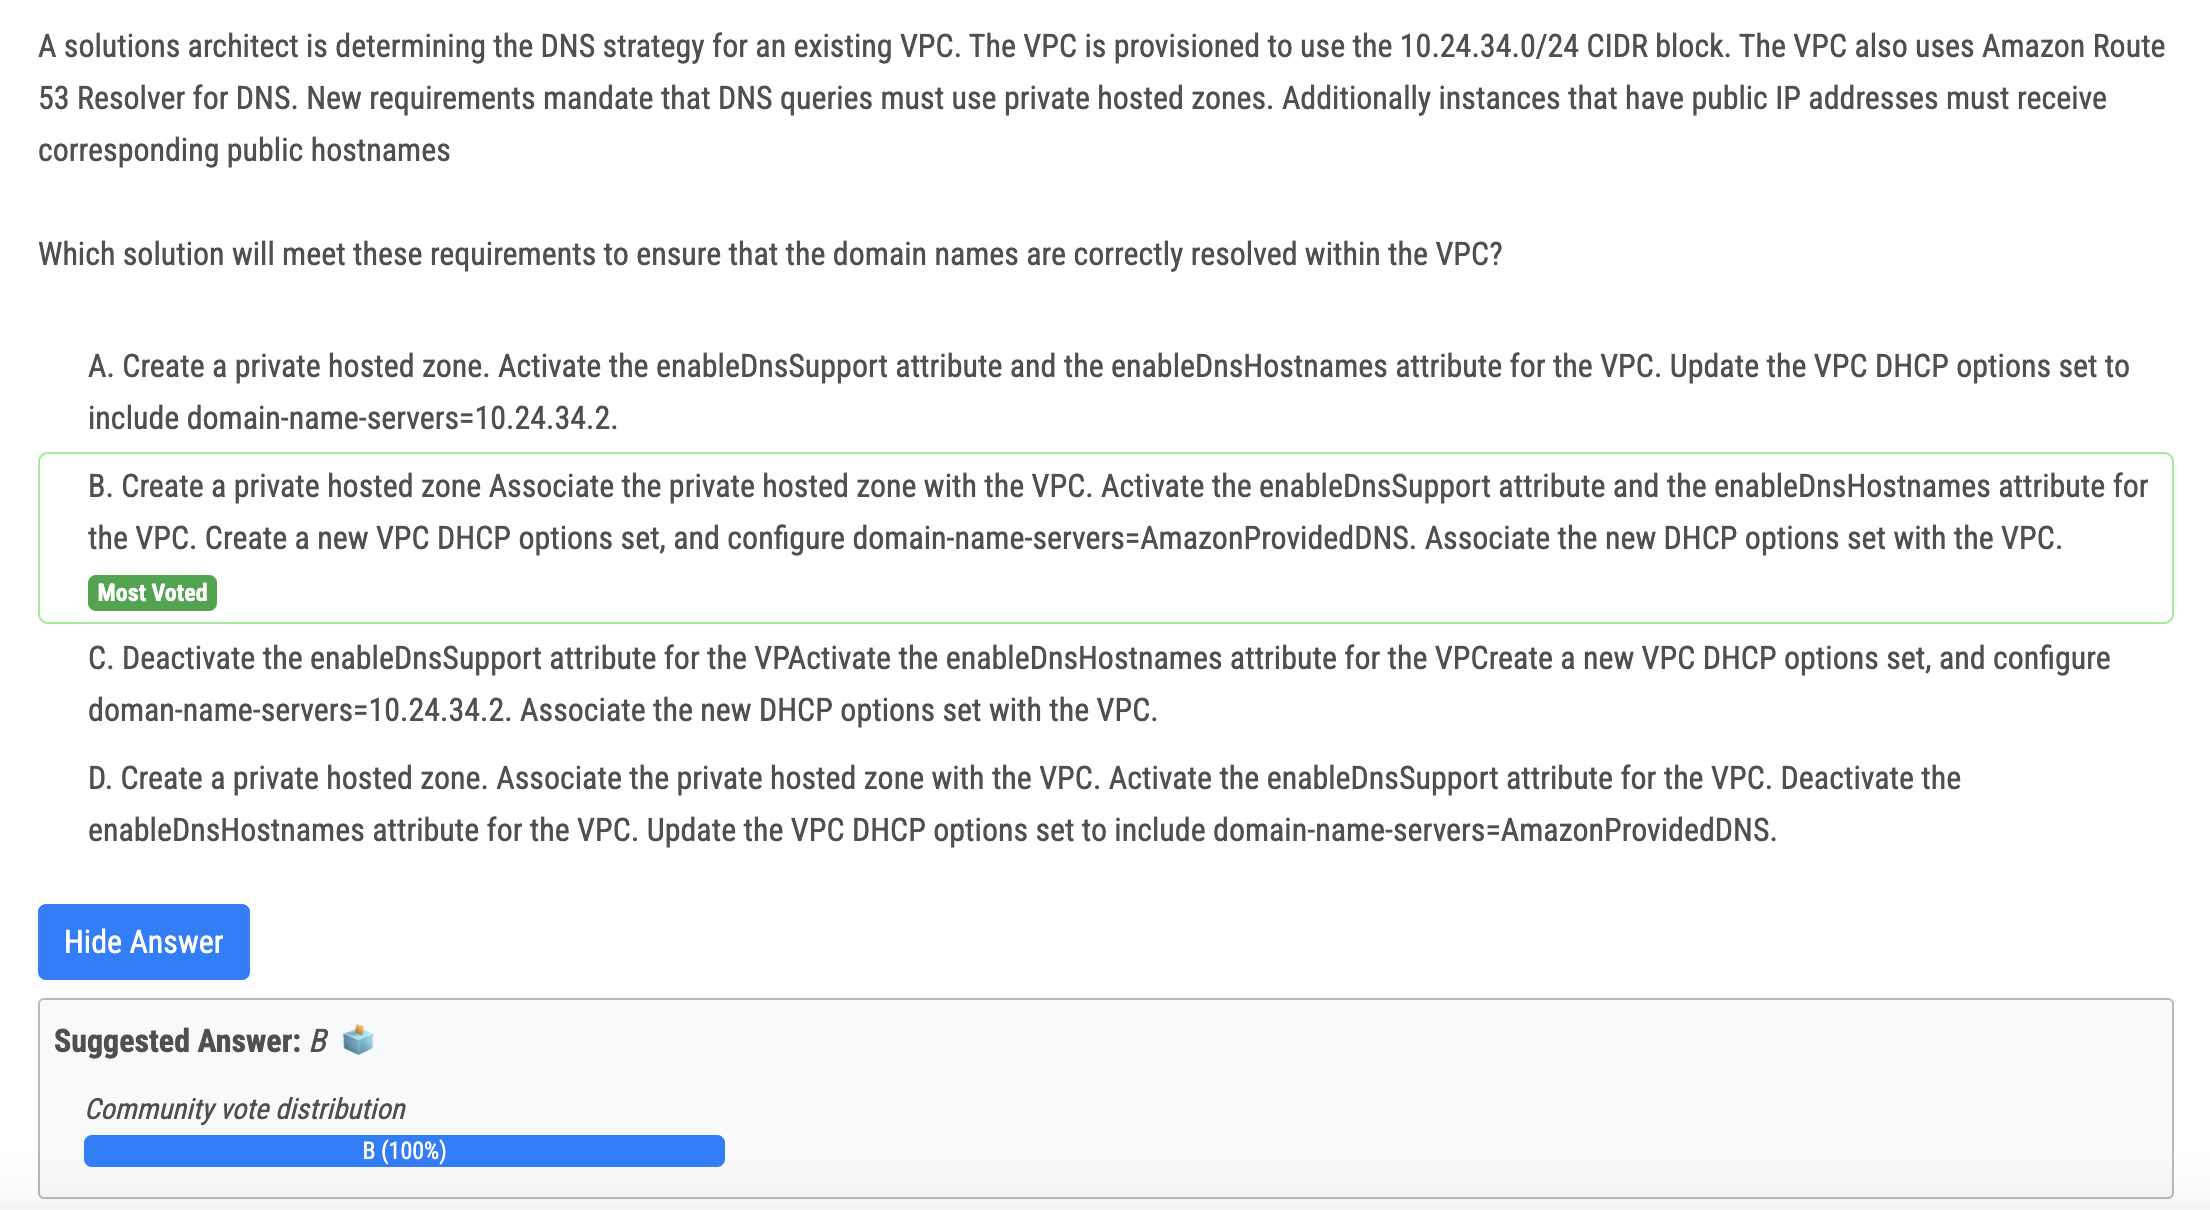 A solutions architect is determining the DNS strategy for an existing VPC. The VPC is provisioned to use the 10.24.34.0/24 CIDR block. The VPC also uses Amazon Route
53 Resolver for DNS. New requirements mandate that DNS queries must use private hosted zones. Additionally instances that have public IP addresses must receive
corresponding public hostnames
Which solution will meet these requirements to ensure that the domain names are correctly resolved within the VPC?
A. Create a private hosted zone. Activate the enableDnsSupport attribute and the enableDnsHostnames attribute for the VPC. Update the VPC DHCP options set to
include domain-name-servers=10.24.34.2.
B. Create a private hosted zone Associate the private hosted zone with the VPC. Activate the enableDnsSupport attribute and the enableDnsHostnames attribute for
the VPC. Create a new VPC DHCP options set, and configure domain-name-servers=AmazonProvidedDNS. Associate the new DHCP options set with the VPC.
Most Voted
C. Deactivate the enableDnsSupport attribute for the VPActivate the enableDnsHostnames attribute for the VPCreate a new VPC DHCP options set, and configure
doman-name-servers=10.24.34.2. Associate the new DHCP options set with the VPC.
D. Create a private hosted zone. Associate the private hosted zone with the VPC. Activate the enableDnsSupport attribute for the VPC. Deactivate the
enableDnsHostnames attribute for the VPC. Update the VPC DHCP options set to include domain-name-servers=AmazonProvidedDNS.
Hide Answer
Suggested Answer: B
Community vote distribution
B (100%)